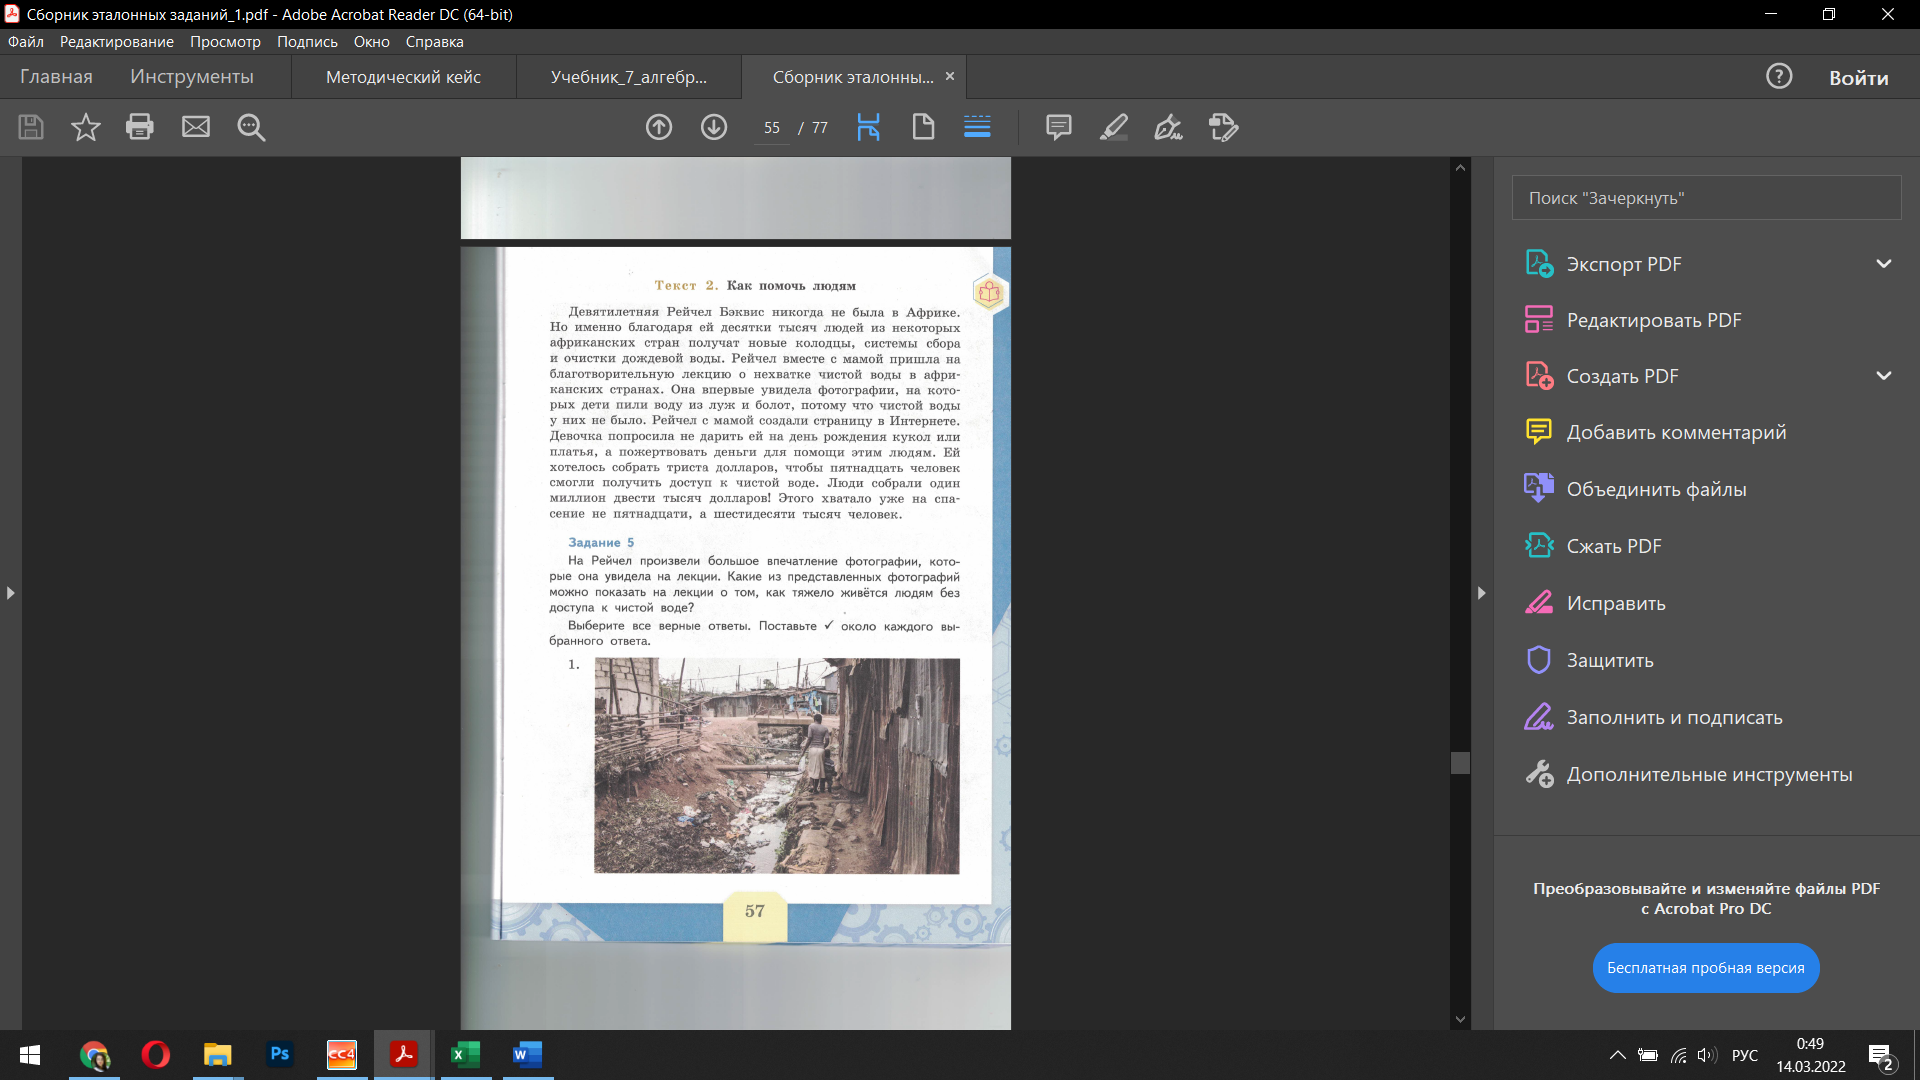 Сборник эталонных заданий_1.pdf - Adobe Acrobat Reader DC (64-bit)
Файл Редактирование Просмотр Подпись Окно Справка
Главная Инструменты Методический кейс Учебник_7_алгебр... Сборник эталонны... ×
? Войти
55 / 77
Текст 2. Как помочь людям
Девятилетняя Рейчел Бэквис никогда не была в Африке.
Но именно благодаря ей десятки тысяч людей из некоторых
африканских стран получат новые колодцы, системы сбора
и очистки дождевой воды. Рейчел вместе с мамой пришла на
благотворительную лекцию о нехватке чистой воды в афри-
канских странах. Она впервые увидела фотографии, на кото-
рых дети пили воду из луж и болот, потому что чистой воды
у них не было. Рейчел с мамой создали страницу в Интернете.
Девочка попросила не дарить ей на день рождения кукол или
платья, а пожертвовать деньги для помощи этим людям. Ей
хотелось собрать триста долларов, чтобы пятнадцать человек
смогли получить доступ к чистой воде. Люди собрали один
миллион двести тысяч долларов! Этого хватало уже на спа-
сение не пятнадцати, а шестидесяти тысяч человек.
Задание 5
На Рейчел произвели большое впечатление фотографии, кото-
рые она увидела на лекции. Какие из представленных фотографий
можно показать на лекции о том, как тяжело живётся людям без
доступа к чистой воде?
Выберите все верные ответы. Поставьте ✓ около каждого вы-
бранного ответа.
1.
57
Поиск "Зачеркнуть"
Экспорт PDF
Редактировать PDF
Создать PDF
Добавить комментарий
Объединить файлы
Сжать PDF
Исправить
Защитить
Заполнить и подписать
Дополнительные инструменты
Преобразовывайте и изменяйте файлы PDF
с Acrobat Pro DC
Бесплатная пробная версия
Ps
CC4
X
W
РУС
0:49
14.03.2022
2